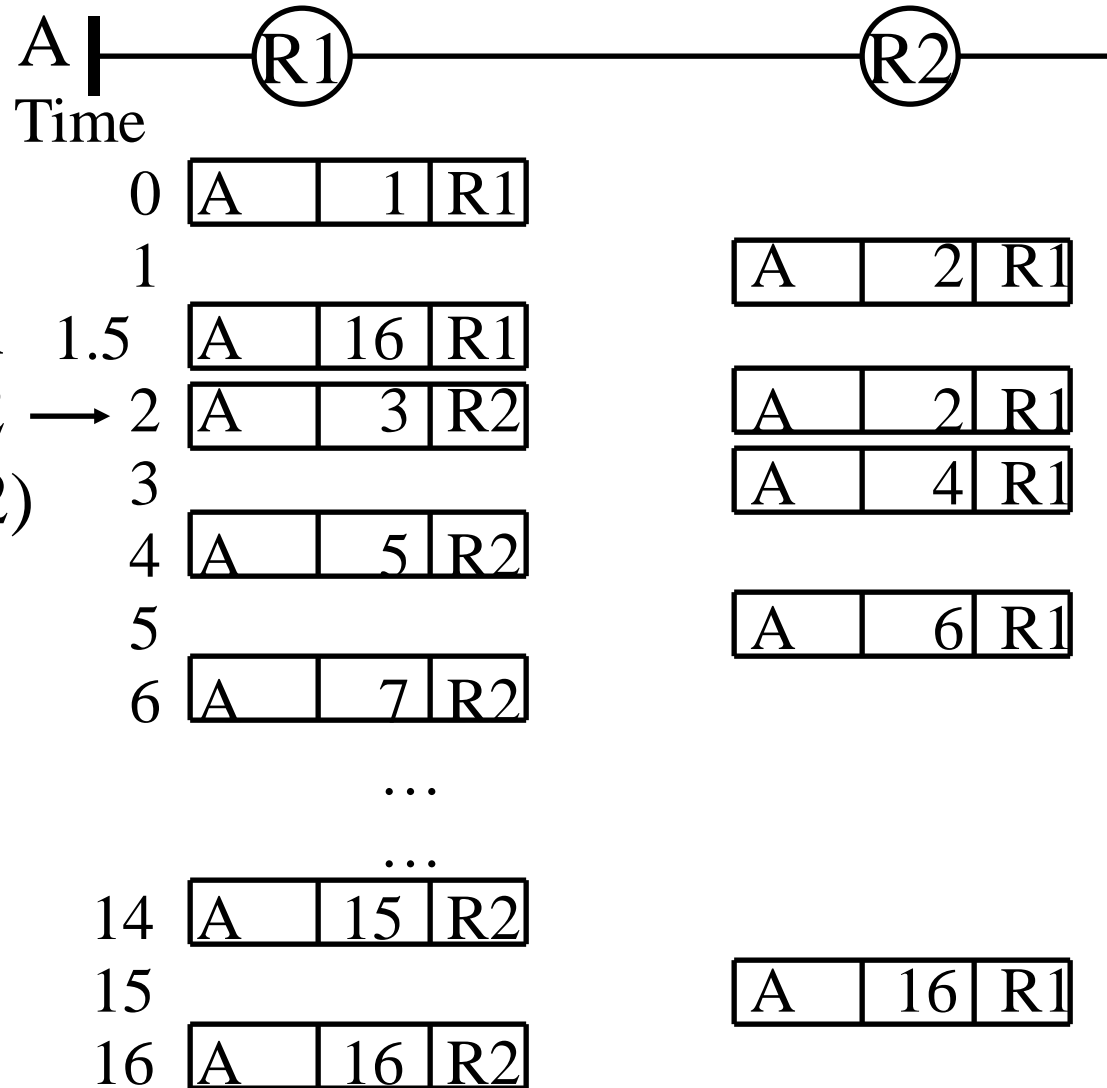 A R1 R2
Time
0 A 1 R1
1 A 2 R1
1.5 A 16 R1
2 A 3 R2 A 2 R1
3 A 4 R1
2)
4 A 5 R2
5 A 6 R1
6 A 7 R2
…
…
14 A 15 R2
15 A 16 R1
16 A 16 R2